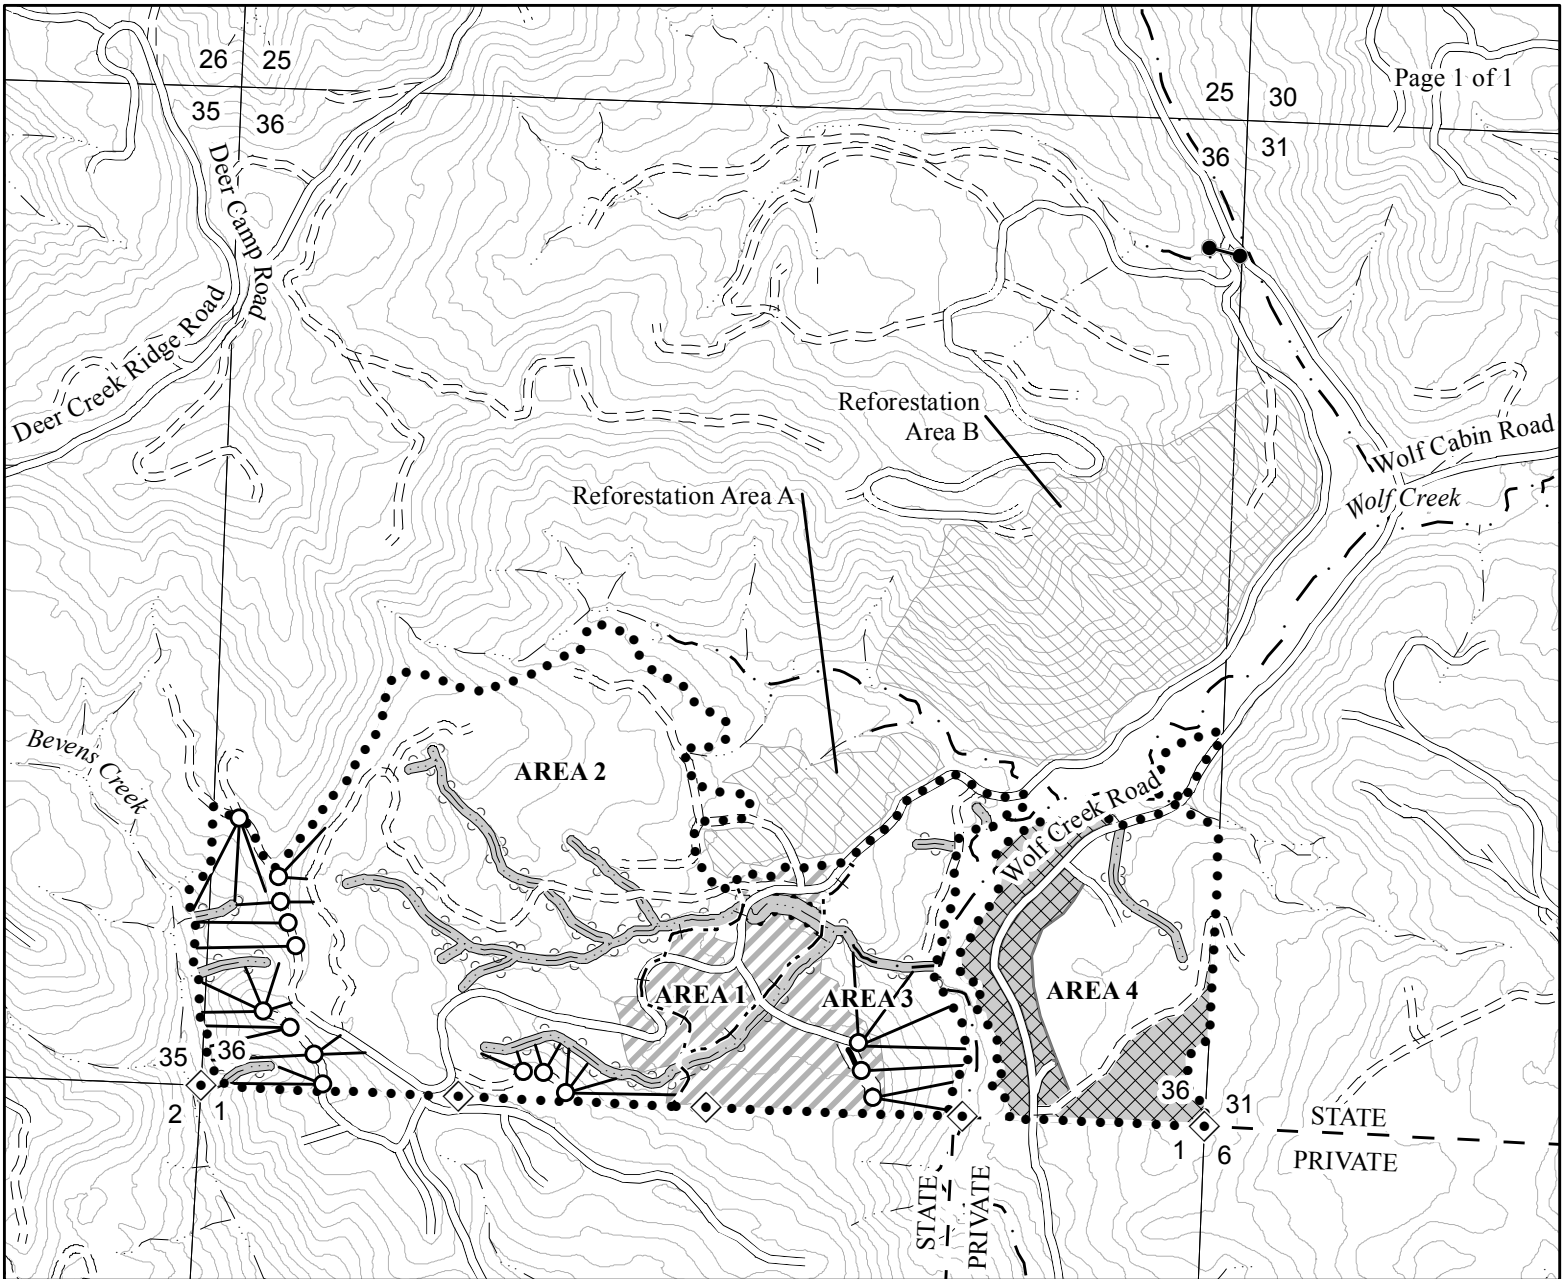 26 25
35 36
25 30
36 31
Page 1 of 1
Deer Camp Road
Deer Creek Ridge Road
Reforestation
Area B
Reforestation Area A
Wolf Cabin Road
Wolf Creek
Bevens Creek
AREA 2
Wolf Creek Road
AREA 1
AREA 3
AREA 4
35 36
2 1
36 31
1 6
STATE
PRIVATE
STATE
PRIVATE